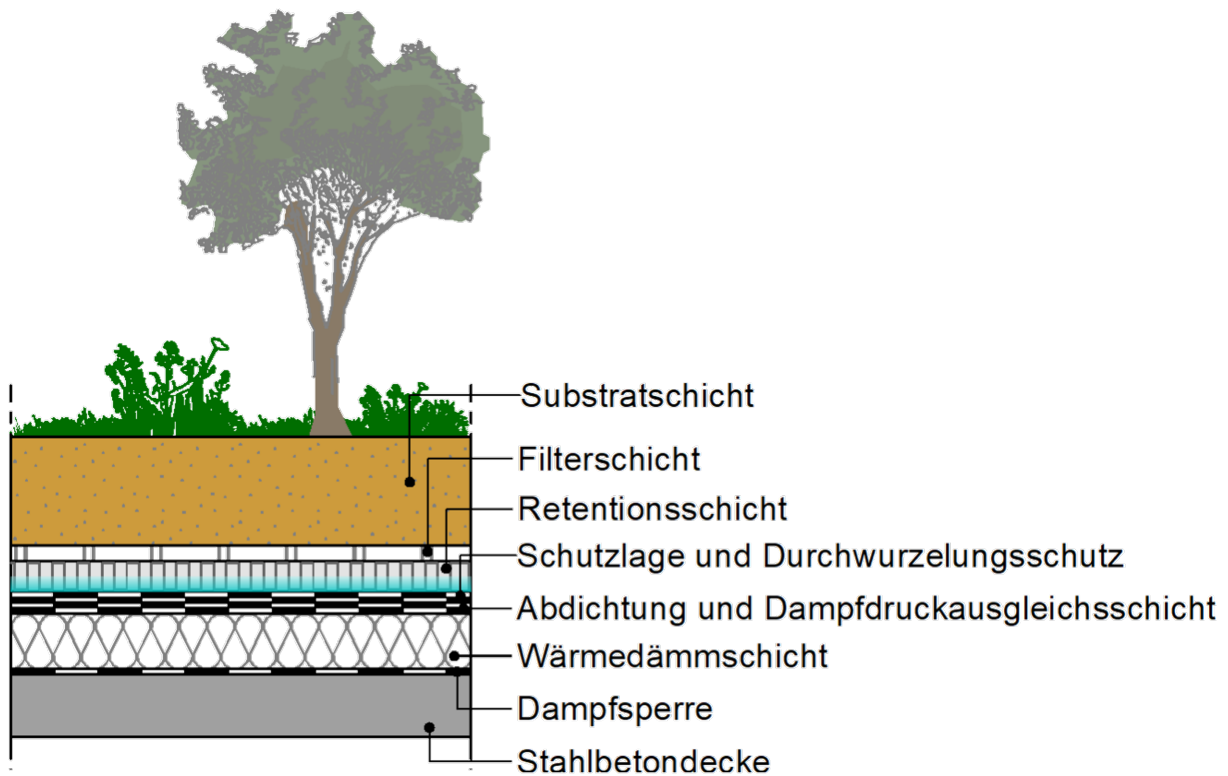 Substratschicht
Filterschicht
Retentionsschicht
Schutzlage und Durchwurzelungsschutz
Abdichtung und Dampfdruckausgleichsschicht
Wärmedämmschicht
Dampfsperre
Stahlbetondecke